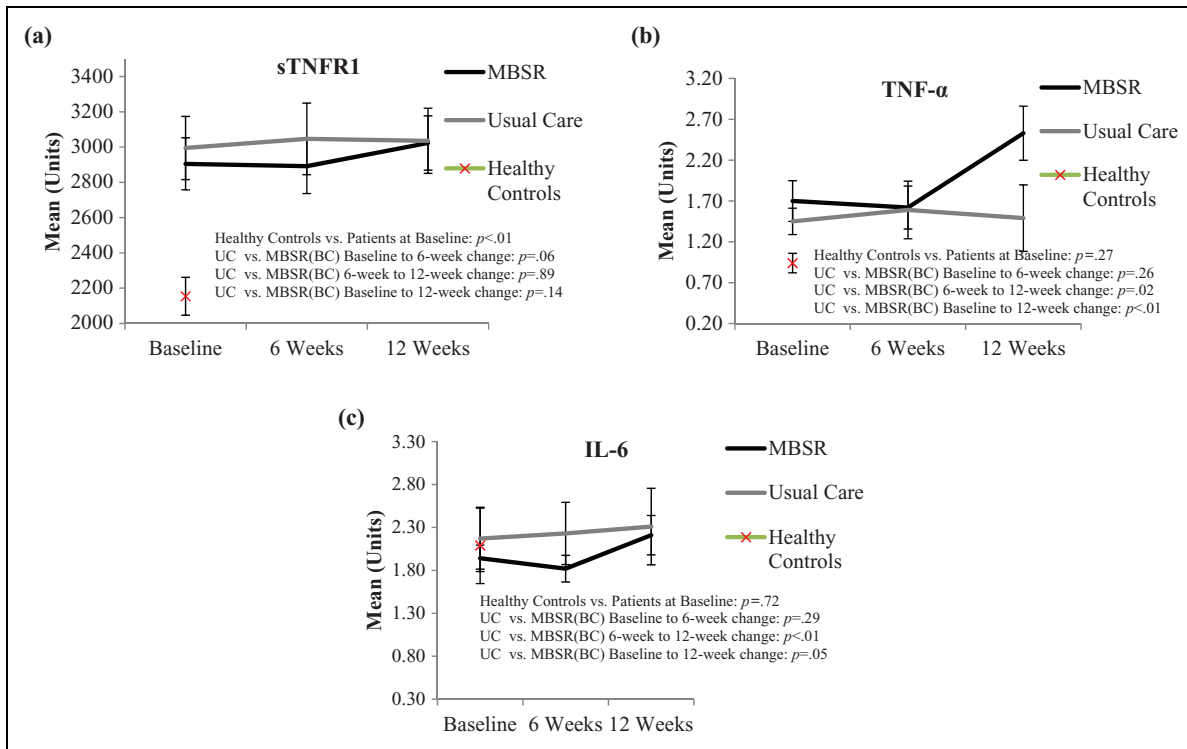 (a)
sTNFR1
3400
3200
3000
2800
2600
2400
2200
2000
Mean (Units)
MBSR
Usual Care
Healthy
Controls
Healthy Controls vs. Patients at Baseline: p<.01
UC vs. MBSR(BC) Baseline to 6-week change: p=.06
UC vs. MBSR(BC) 6-week to 12-week change: p=.89
UC vs. MBSR(BC) Baseline to 12-week change: p=.14
Baseline 6 Weeks 12 Weeks
(b)
TNF-α
3.20
2.70
2.20
1.70
1.20
0.70
0.20
Mean (Units)
MBSR
Usual Care
Healthy
Controls
Healthy Controls vs. Patients at Baseline: p=.27
UC vs. MBSR(BC) Baseline to 6-week change: p=.26
UC vs. MBSR(BC) 6-week to 12-week change: p=.02
UC vs. MBSR(BC) Baseline to 12-week change: p<.01
Baseline 6 Weeks 12 Weeks
(c)
IL-6
3.30
2.80
2.30
1.80
1.30
0.80
0.30
Mean (Units)
MBSR
Usual Care
Healthy
Controls
Healthy Controls vs. Patients at Baseline: p=.72
UC vs. MBSR(BC) Baseline to 6-week change: p=.29
UC vs. MBSR(BC) 6-week to 12-week change: p<.01
UC vs. MBSR(BC) Baseline to 12-week change: p=.05
Baseline 6 Weeks 12 Weeks